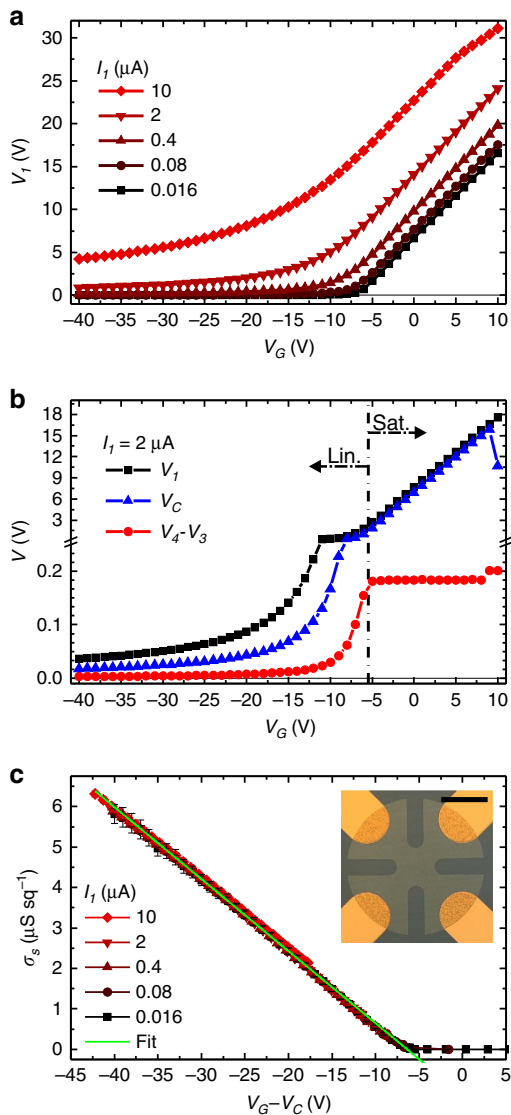 a
30
25
20
15
10
5
0
V1 (V)
I1 (μA)
10
2
0.4
0.08
0.016
−40 −35 −30 −25 −20 −15 −10 −5 0 5 10
VG (V)
b
18
15
12
9
6
3
0.2
0.1
0.0
V (V)
I1 = 2 μA
V1
VC
V4-V3
Lin.
Sat.
−40 −35 −30 −25 −20 −15 −10 −5 0 5 10
VG (V)
c
6
5
4
3
2
1
0
σs (μS sq−1)
I1 (μA)
10
2
0.4
0.08
0.016
Fit
−45 −40 −35 −30 −25 −20 −15 −10 −5 0 5
VG–VC (V)